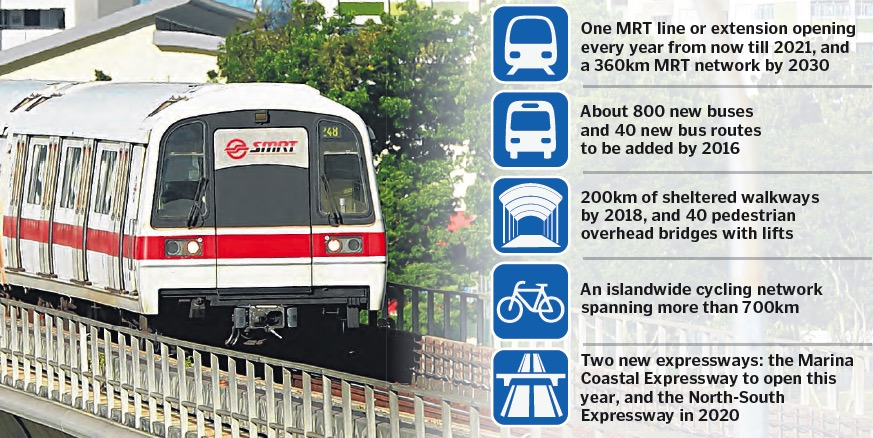 One MRT line or extension opening
every year from now till 2021, and
a 360km MRT network by 2030
About 800 new buses
and 40 new bus routes
to be added by 2016
200km of sheltered walkways
by 2018, and 40 pedestrian
overhead bridges with lifts
An islandwide cycling network
spanning more than 700km
Two new expressways: the Marina
Coastal Expressway to open this
year, and the North-South
Expressway in 2020
SMRT
248